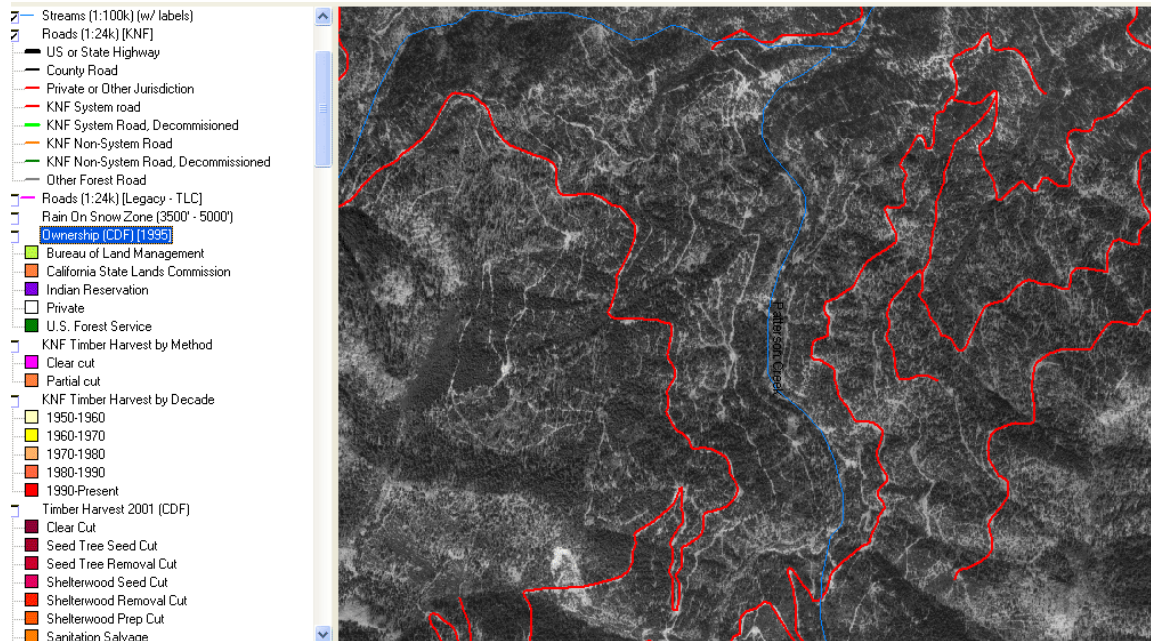 Streams (1:100k) (w/ labels)
Roads (1:24k) [KNF]
US or State Highway
County Road
Private or Other Jurisdiction
KNF System road
KNF System Road, Decommisioned
KNF Non-System Road
KNF Non-System Road, Decommissioned
Other Forest Road
Roads (1:24k) [Legacy - TLC]
Rain On Snow Zone (3500' - 5000')
Ownership (CDF) [1995]
Bureau of Land Management
California State Lands Commission
Indian Reservation
Private
U.S. Forest Service
KNF Timber Harvest by Method
Clear cut
Partial cut
KNF Timber Harvest by Decade
1950-1960
1960-1970
1970-1980
1980-1990
1990-Present
Timber Harvest 2001 (CDF)
Clear Cut
Seed Tree Seed Cut
Seed Tree Removal Cut
Shelterwood Seed Cut
Shelterwood Removal Cut
Shelterwood Prep Cut
Sanitation Salvage
Patterson Creek